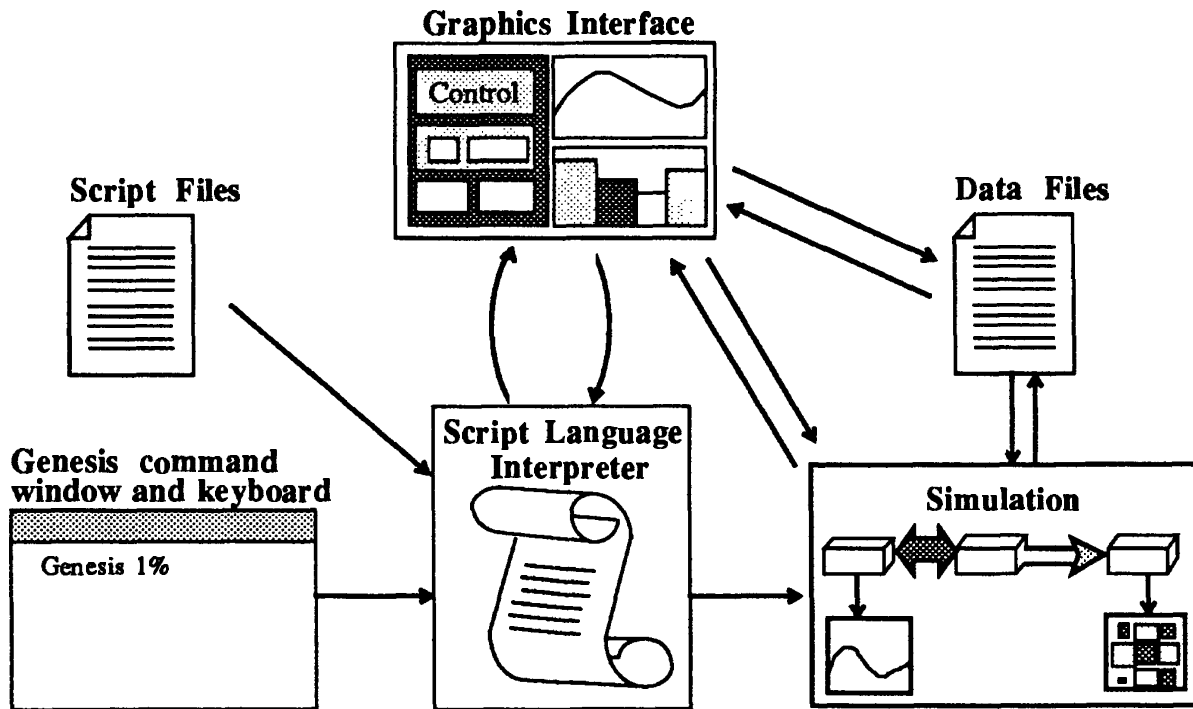 Graphics Interface
Control
Script Files
Data Files
Script Language
Interpreter
Genesis command
window and keyboard
Genesis 1%
Simulation